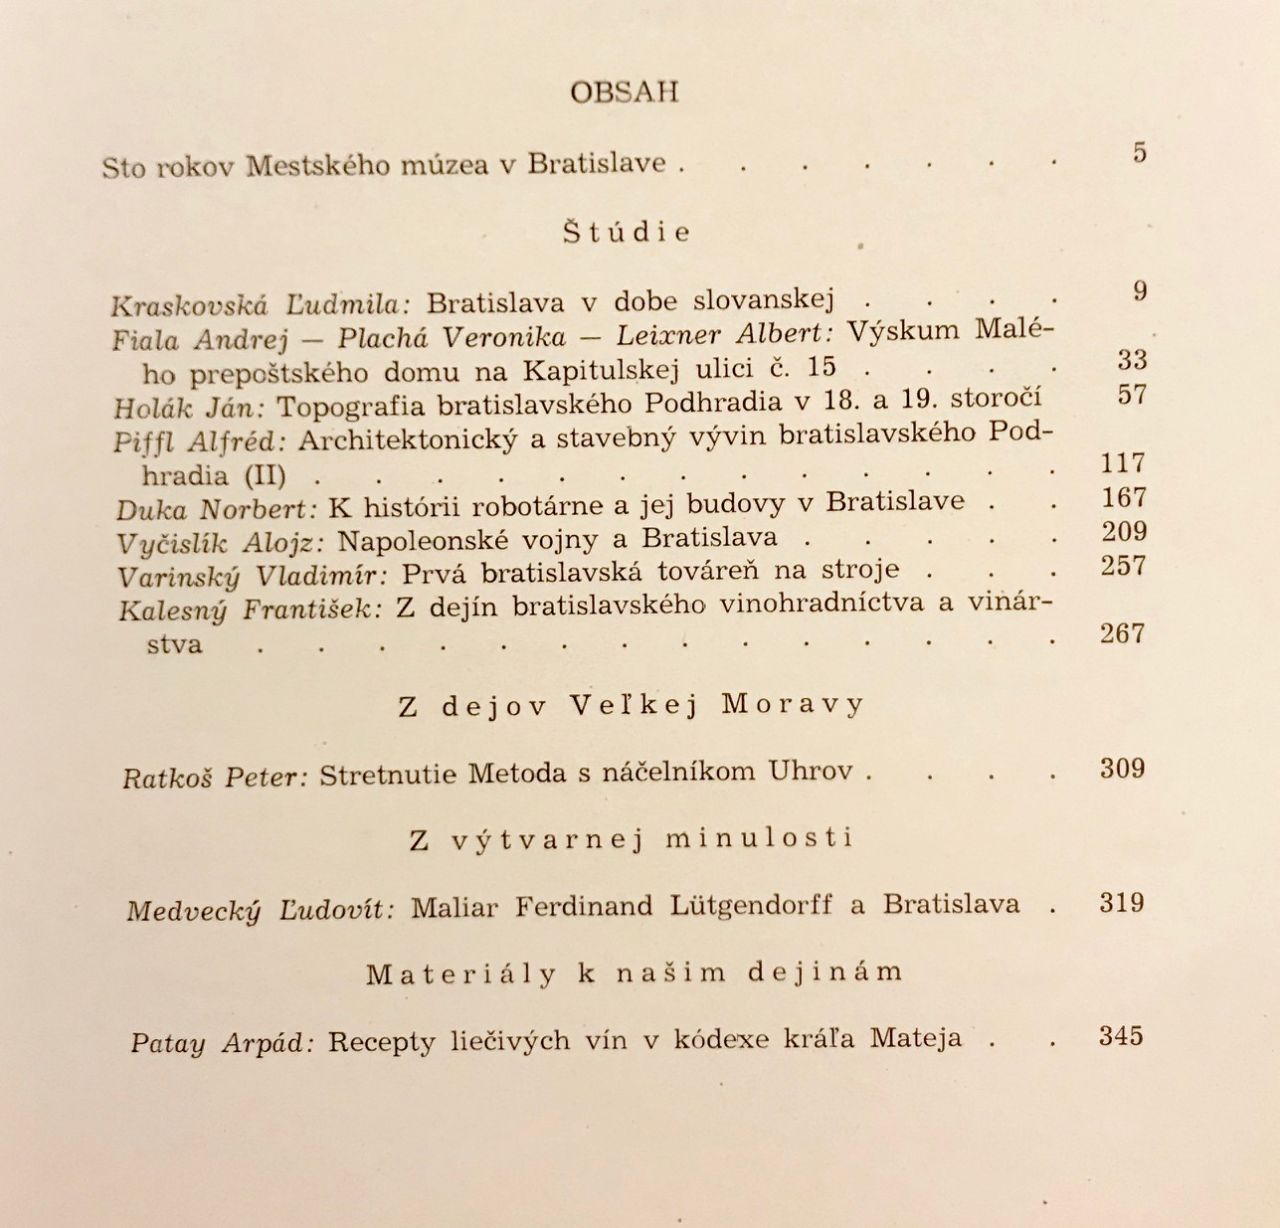 OBSAH
Sto rokov Mestského múzea v Bratislave . . . . . . . 5
Štúdie
Kraskovská Ľudmila: Bratislava v dobe slovanskej . . . . 9
Fiala Andrej — Plachá Veronika — Leixner Albert: Výskum Malé-
ho prepoštského domu na Kapitulskej ulici č. 15 . . . . 33
Holák Ján: Topografia bratislavského Podhradia v 18. a 19. storočí 57
Piffl Alfréd: Architektonický a stavebný vývin bratislavského Pod-
hradia (II) . . . . . . . . . . . . . 117
Duka Norbert: K histórii robotárne a jej budovy v Bratislave . . 167
Vyčislík Alojz: Napoleonské vojny a Bratislava . . . . . 209
Varinský Vladimír: Prvá bratislavská továreň na stroje . . . 257
Kalesný František: Z dejín bratislavského vinohradníctva a vinár-
stva . . . . . . . . . . . . . . 267
Z dejov Veľkej Moravy
Ratkoš Peter: Stretnutie Metoda s náčelníkom Uhrov . . . . 309
Z výtvarnej minulosti
Medvecký Ľudovít: Maliar Ferdinand Lütgendorff a Bratislava . 319
Materiály k našim dejinám
Patay Arpád: Recepty liečivých vín v kódexe kráľa Mateja . . 345